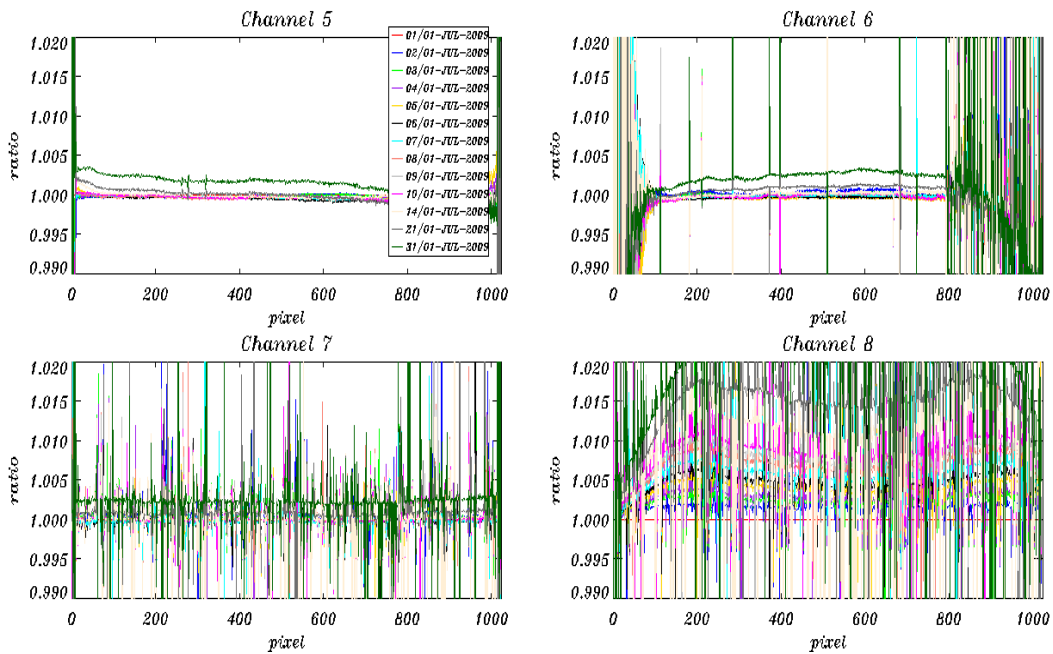 Channel 5
Channel 6
ratio
1.020
1.015
1.010
1.005
1.000
0.995
0.990
0
200
400
600
800
1000
pixel
01/01-JUL-2009
02/01-JUL-2009
03/01-JUL-2009
04/01-JUL-2009
05/01-JUL-2009
06/01-JUL-2009
07/01-JUL-2009
08/01-JUL-2009
09/01-JUL-2009
10/01-JUL-2009
14/01-JUL-2009
21/01-JUL-2009
31/01-JUL-2009
ratio
1.020
1.015
1.010
1.005
1.000
0.995
0.990
0
200
400
600
800
1000
pixel
Channel 7
Channel 8
ratio
1.020
1.015
1.010
1.005
1.000
0.995
0.990
0
200
400
600
800
1000
pixel
ratio
1.020
1.015
1.010
1.005
1.000
0.995
0.990
0
200
400
600
800
1000
pixel